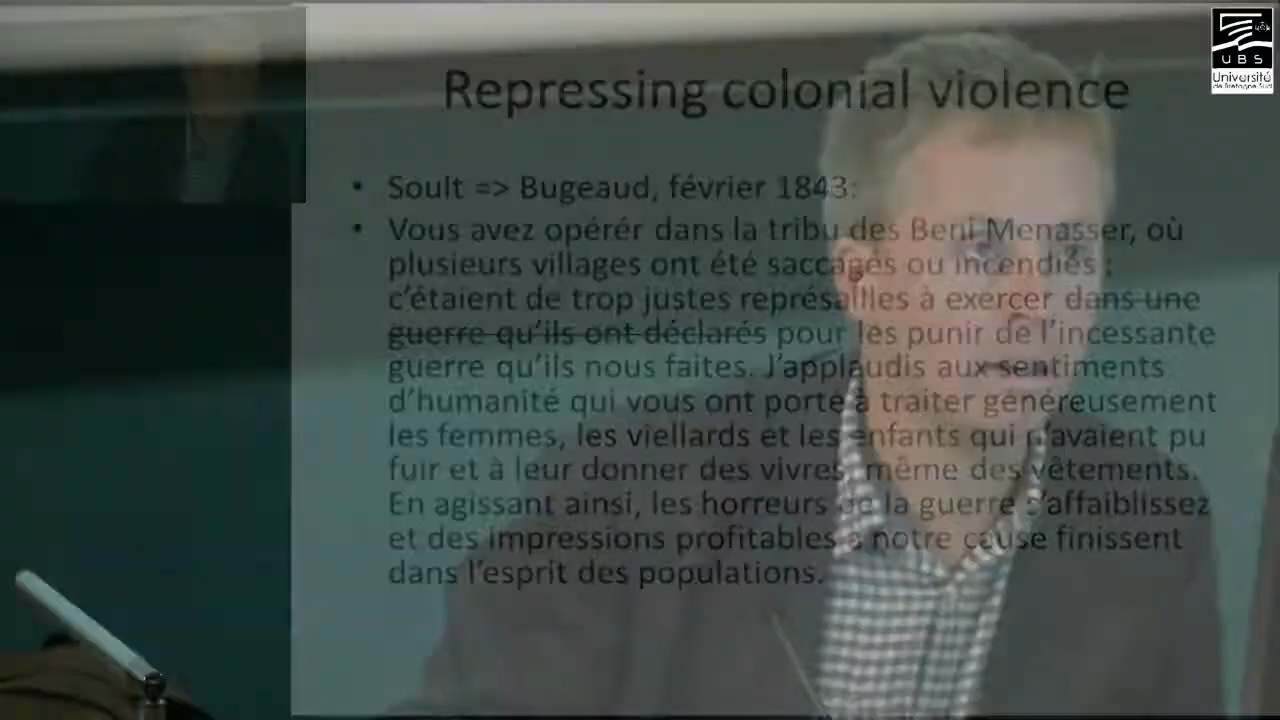 Repressing colonial violence
• Soult => Bugeaud, février 1843:
• Vous avez opérér dans la tribu des Beni Menasser, où
plusieurs villages ont été saccagés ou incendiés :
c’étaient de trop justes représailles à exercer dans une
guerre qu’ils ont déclarés pour les punir de l’incessante
guerre qu’ils nous faites. J’applaudis aux sentiments
d’humanité qui vous ont porté à traiter généreusement
les femmes, les viellards et les enfants qui n’avaient pu
fuir et à leur donner des vivres, même des vêtements.
En agissant ainsi, les horreurs de la guerre s’affaiblissez
et des impressions profitables à notre cause finissent
dans l’esprit des populations.
UBS
Université
de Bretagne Sud